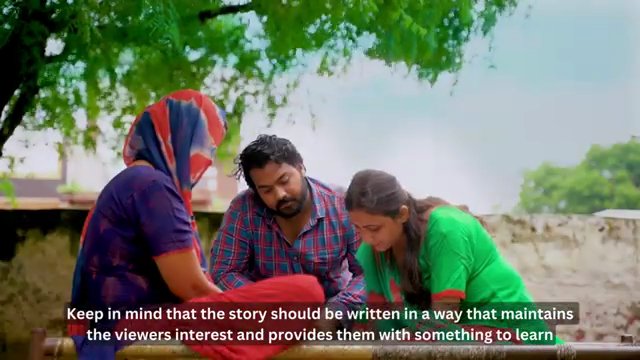 Keep in mind that the story should be written in a way that maintains
the viewers interest and provides them with something to learn